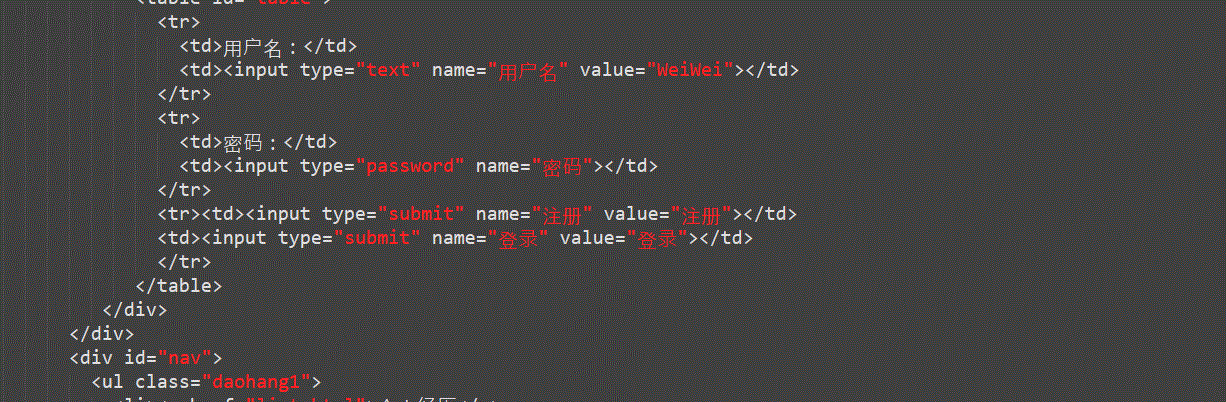 <table id="table">
<tr>
<td>用户名：</td>
<td><input type="text" name="用户名" value="WeiWei"></td>
</tr>
<tr>
<td>密码：</td>
<td><input type="password" name="密码"></td>
</tr>
<tr><td><input type="submit" name="注册" value="注册"></td>
<td><input type="submit" name="登录" value="登录"></td>
</tr>
</table>
</div>
</div>
<div id="nav">
<ul class="daohang1">